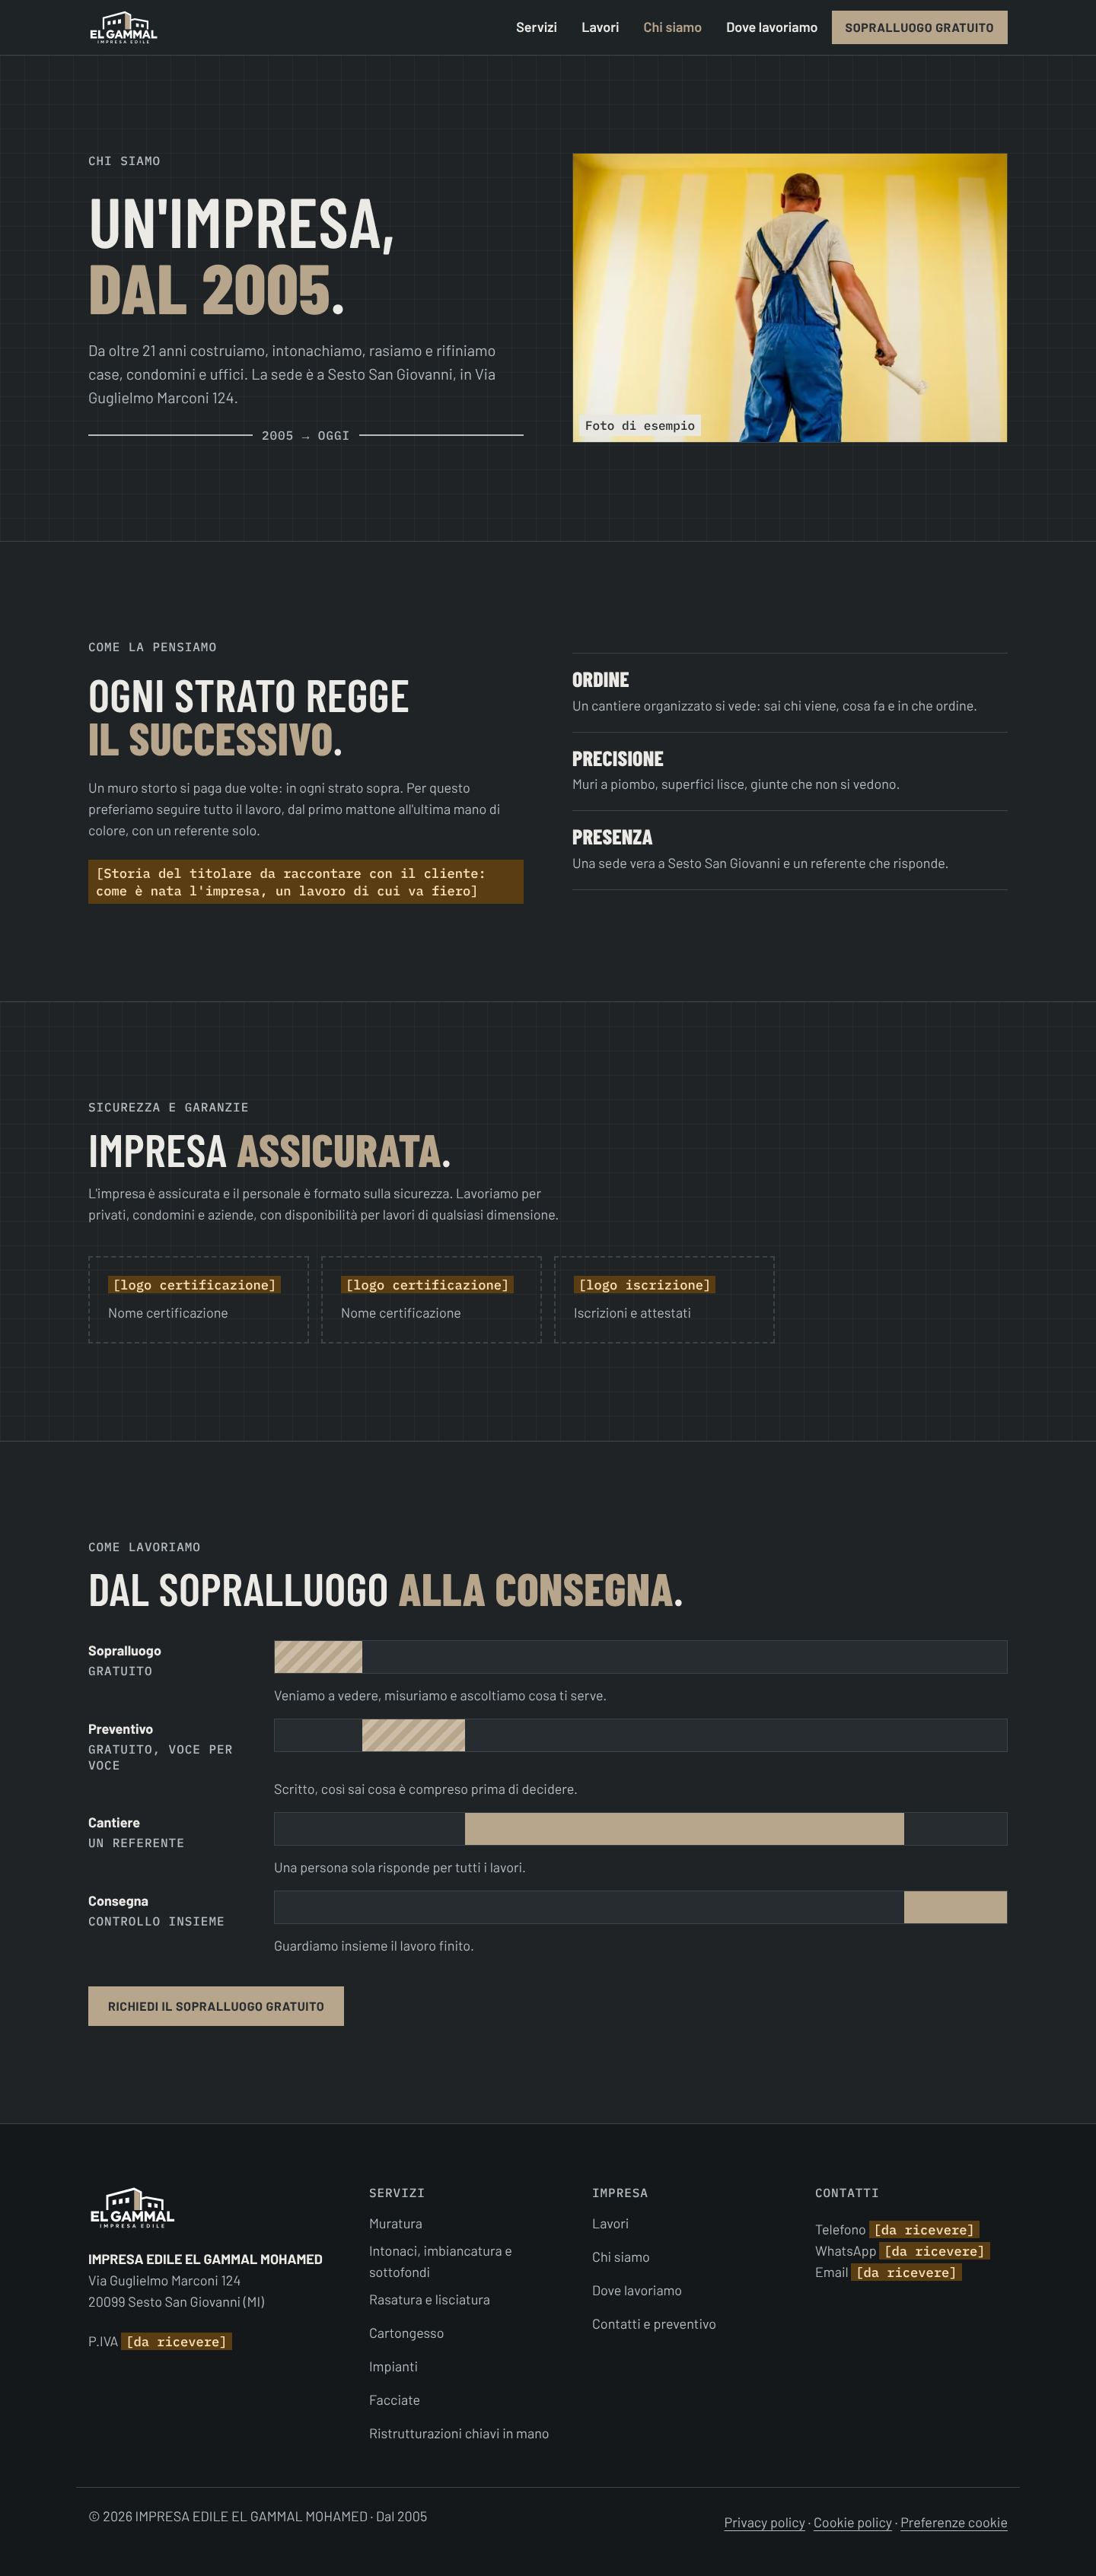 EL GAMMAL
IMPRESA EDILE
Servizi
Lavori
Chi siamo
Dove lavoriamo
SOPRALLUOGO GRATUITO
CHI SIAMO
UN'IMPRESA,
DAL 2005.
Da oltre 21 anni costruiamo, intonachiamo, rasiamo e rifiniamo
case, condomini e uffici. La sede è a Sesto San Giovanni, in Via
Guglielmo Marconi 124.
2005 → OGGI
Foto di esempio
COME LA PENSIAMO
OGNI STRATO REGGE
IL SUCCESSIVO.
Un muro storto si paga due volte: in ogni strato sopra. Per questo
preferiamo seguire tutto il lavoro, dal primo mattone all'ultima mano di
colore, con un referente solo.
[Storia del titolare da raccontare con il cliente:
come è nata l'impresa, un lavoro di cui va fiero]
ORDINE
Un cantiere organizzato si vede: sai chi viene, cosa fa e in che ordine.
PRECISIONE
Muri a piombo, superfici lisce, giunte che non si vedono.
PRESENZA
Una sede vera a Sesto San Giovanni e un referente che risponde.
SICUREZZA E GARANZIE
IMPRESA ASSICURATA.
L'impresa è assicurata e il personale è formato sulla sicurezza. Lavoriamo per
privati, condomini e aziende, con disponibilità per lavori di qualsiasi dimensione.
[logo certificazione]
Nome certificazione
[logo certificazione]
Nome certificazione
[logo iscrizione]
Iscrizioni e attestati
COME LAVORIAMO
DAL SOPRALLUOGO ALLA CONSEGNA.
Sopralluogo
GRATUITO
Veniamo a vedere, misuriamo e ascoltiamo cosa ti serve.
Preventivo
GRATUITO, VOCE PER
VOCE
Scritto, così sai cosa è compreso prima di decidere.
Cantiere
UN REFERENTE
Una persona sola risponde per tutti i lavori.
Consegna
CONTROLLO INSIEME
Guardiamo insieme il lavoro finito.
RICHIEDI IL SOPRALLUOGO GRATUITO
EL GAMMAL
IMPRESA EDILE
IMPRESA EDILE EL GAMMAL MOHAMED
Via Guglielmo Marconi 124
20099 Sesto San Giovanni (MI)
P.IVA [da ricevere]
SERVIZI
Muratura
Intonaci, imbiancatura e
sottofondi
Rasatura e lisciatura
Cartongesso
Impianti
Facciate
Ristrutturazioni chiavi in mano
IMPRESA
Lavori
Chi siamo
Dove lavoriamo
Contatti e preventivo
CONTATTI
Telefono [da ricevere]
WhatsApp [da ricevere]
Email [da ricevere]
© 2026 IMPRESA EDILE EL GAMMAL MOHAMED · Dal 2005
Privacy policy · Cookie policy · Preferenze cookie